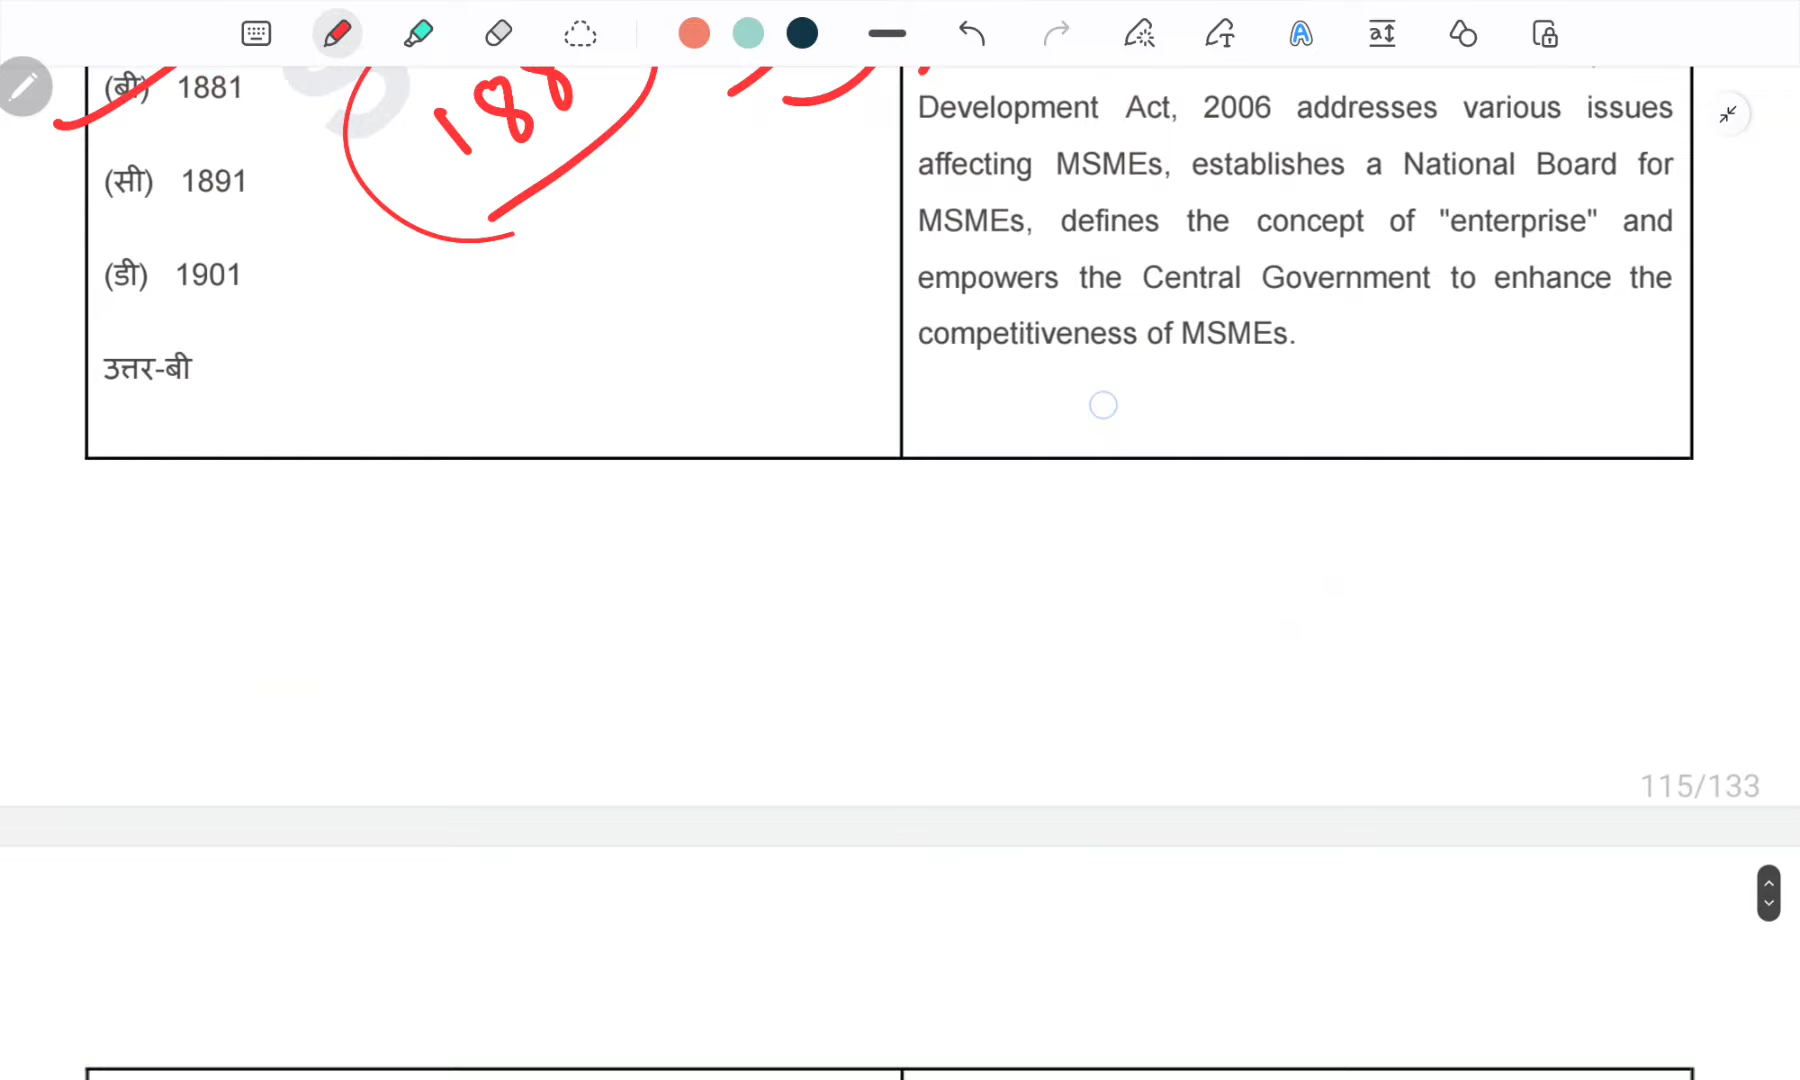 (बी) 1881
(सी) 1891
(डी) 1901
उत्तर-बी
Development Act, 2006 addresses various issues
affecting MSMEs, establishes a National Board for
MSMEs, defines the concept of "enterprise" and
empowers the Central Government to enhance the
competitiveness of MSMEs.
115/133